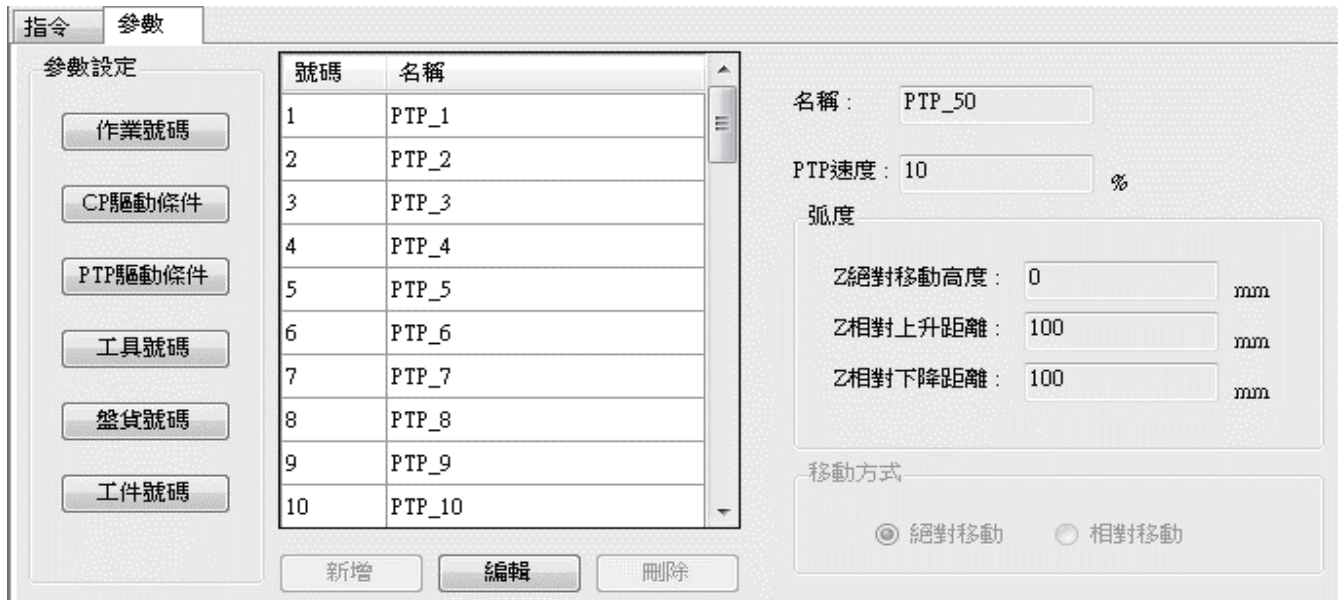 指令 參數
參數設定
作業號碼
CP驅動條件
PTP驅動條件
工具號碼
盤貨號碼
工件號碼
號碼 名稱
1 PTP_1
2 PTP_2
3 PTP_3
4 PTP_4
5 PTP_5
6 PTP_6
7 PTP_7
8 PTP_8
9 PTP_9
10 PTP_10
新增 編輯 刪除
名稱： PTP_50
PTP速度： 10 %
弧度
Z絕對移動高度： 0 mm
Z相對上升距離： 100 mm
Z相對下降距離： 100 mm
移動方式
絕對移動 相對移動